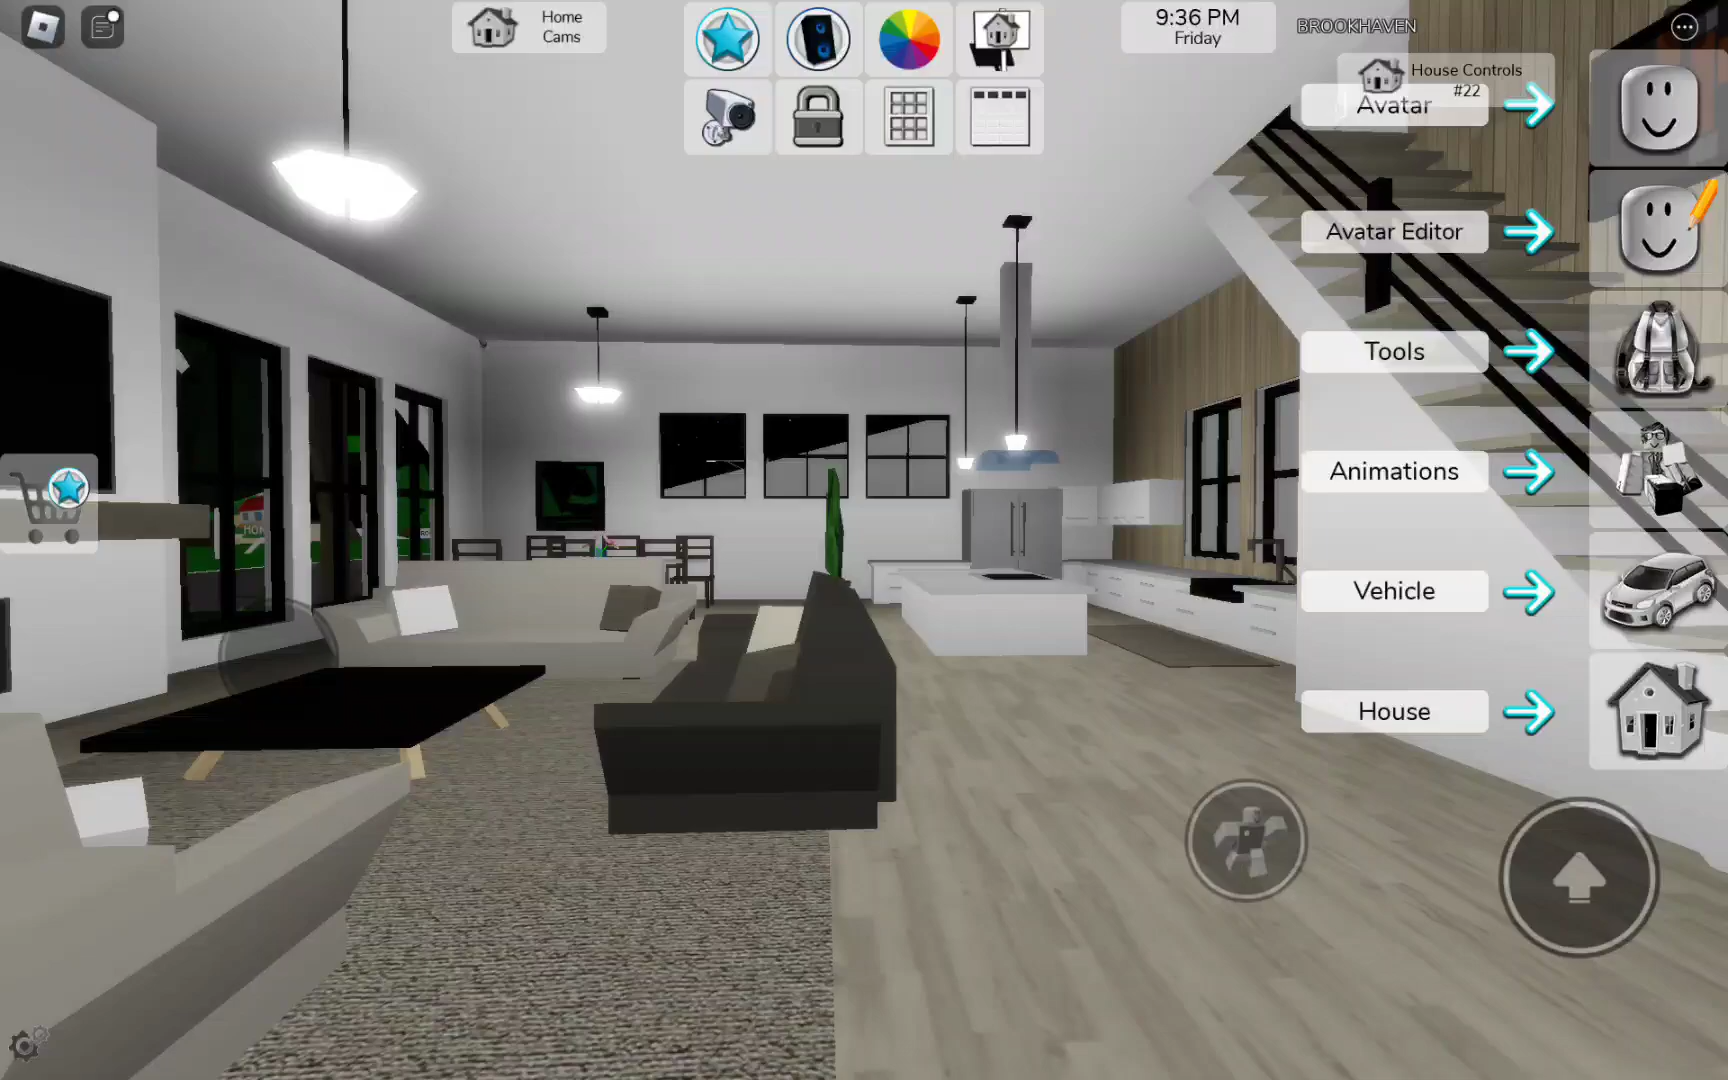 Home
Cams
9:36 PM
Friday
BROOKHAVEN
House Controls
#22
Avatar
Avatar Editor
Tools
Animations
Vehicle
House